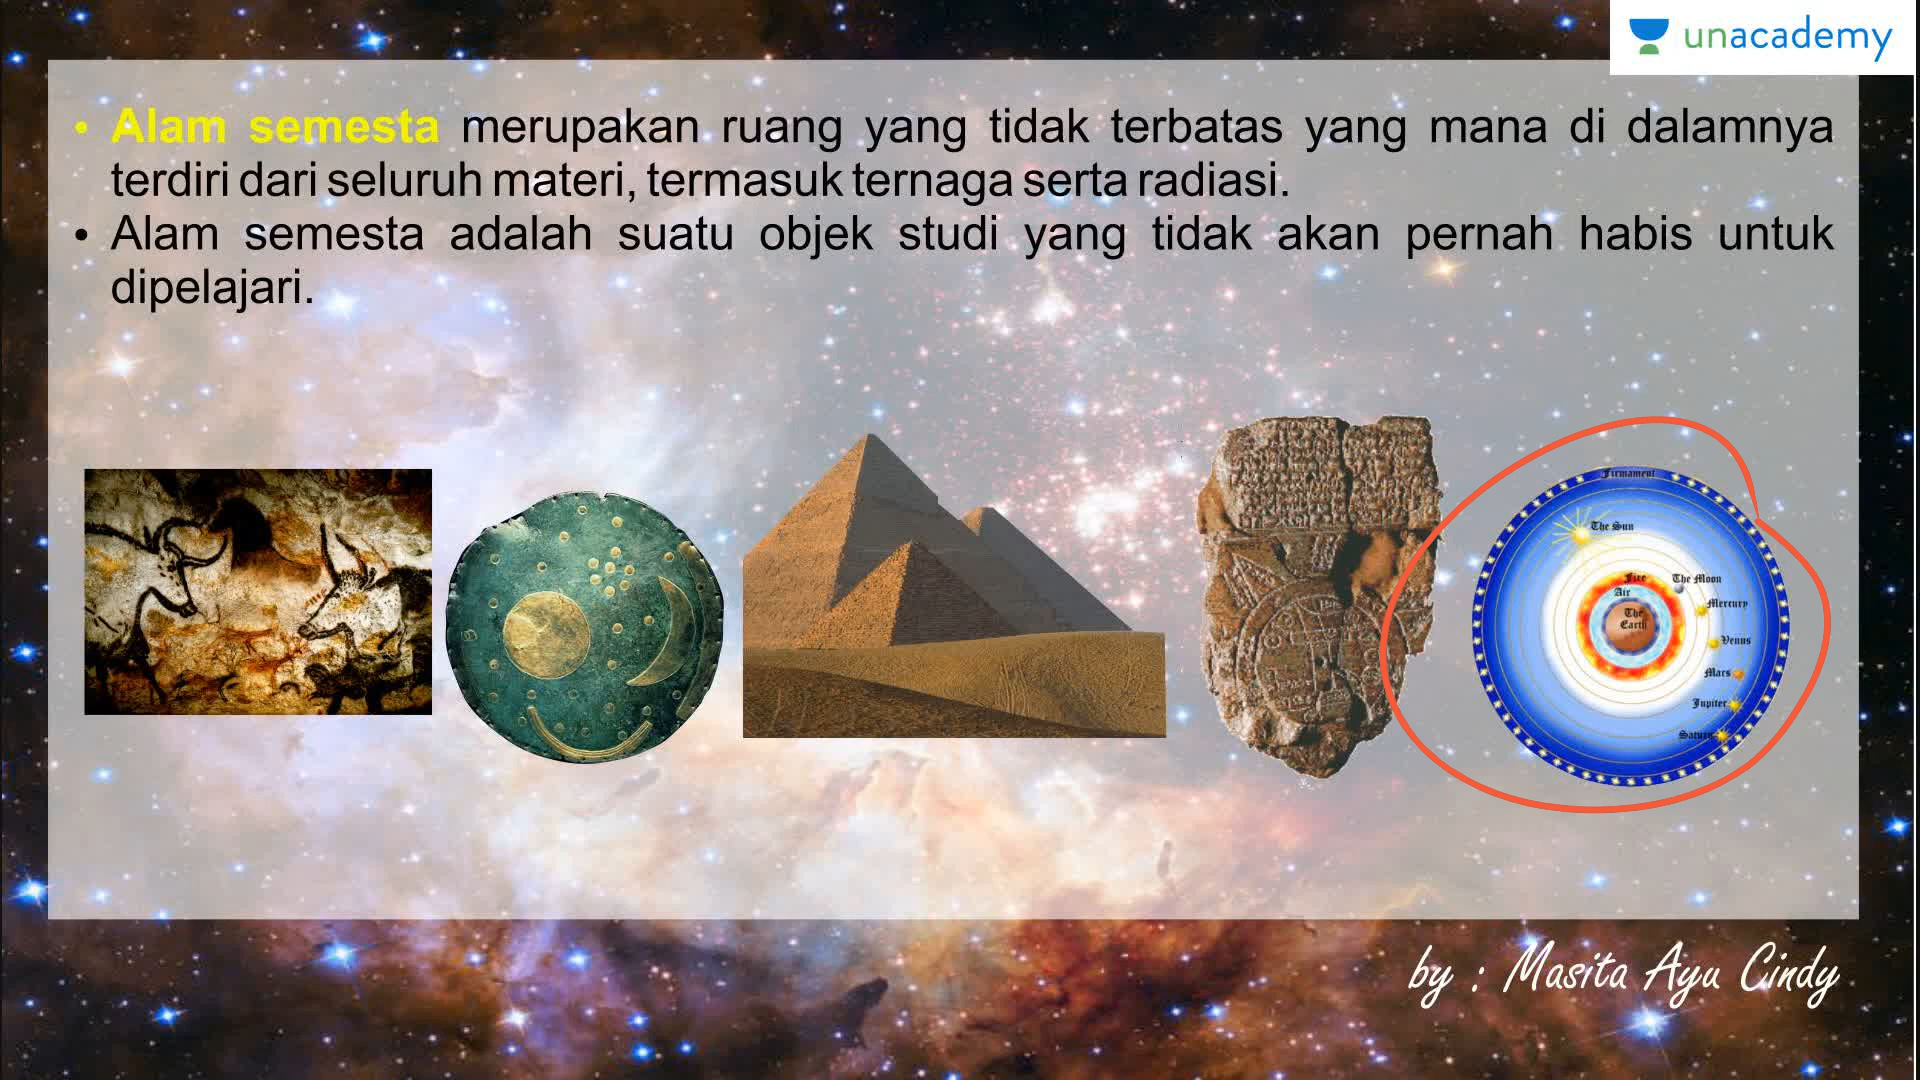 unacademy
• Alam semesta merupakan ruang yang tidak terbatas yang mana di dalamnya
terdiri dari seluruh materi, termasuk ternaga serta radiasi.
• Alam semesta adalah suatu objek studi yang tidak akan pernah habis untuk
dipelajari.
Firmament
The Sun
Fire
The Moon
Air
Mercury
The
Earth
Venus
Mars
Jupiter
Saturn
by : Masita Ayu Cindy